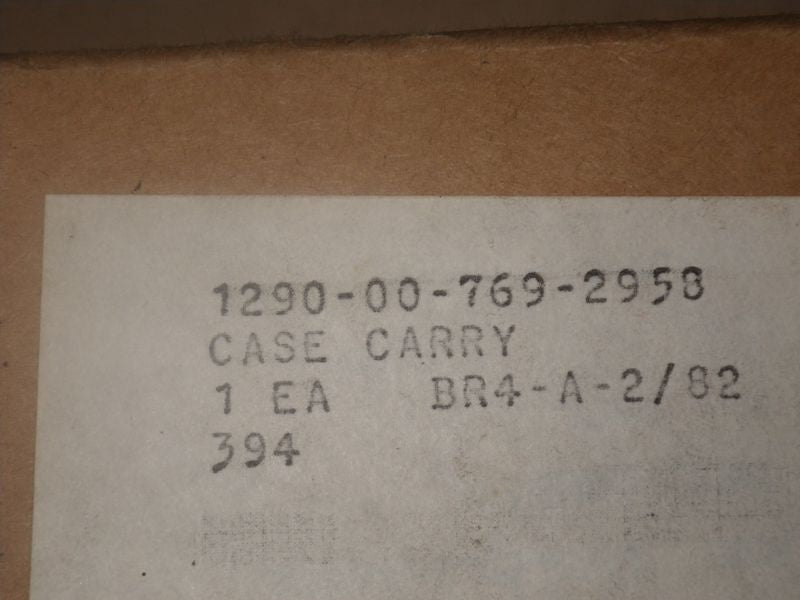 1290-00-769-2958
CASE CARRY
1 EA BR4-A-2/82
394